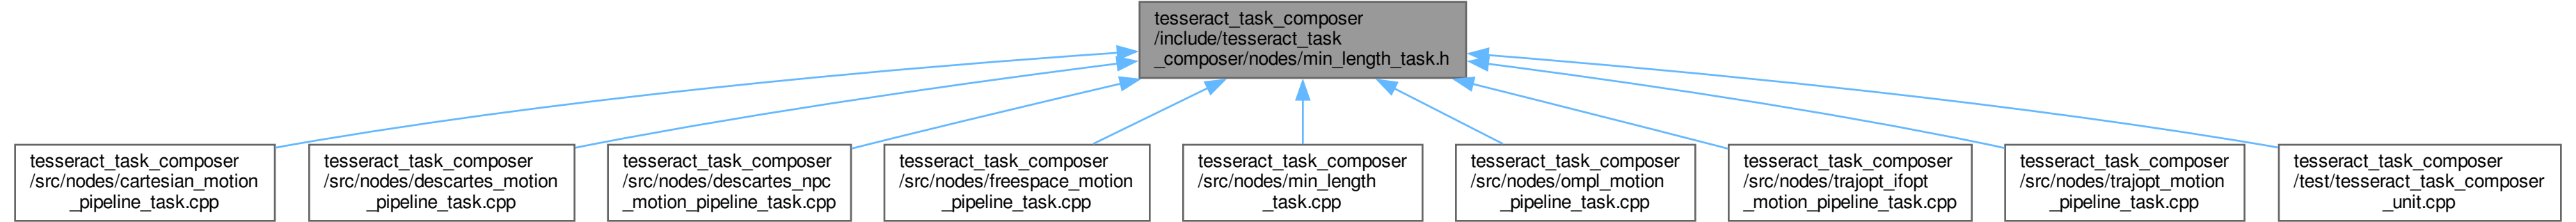 tesseract_task_composer
/include/tesseract_task
_composer/nodes/min_length_task.h
tesseract_task_composer
/src/nodes/cartesian_motion
_pipeline_task.cpp
tesseract_task_composer
/src/nodes/descartes_motion
_pipeline_task.cpp
tesseract_task_composer
/src/nodes/descartes_npc
_motion_pipeline_task.cpp
tesseract_task_composer
/src/nodes/freespace_motion
_pipeline_task.cpp
tesseract_task_composer
/src/nodes/min_length
_task.cpp
tesseract_task_composer
/src/nodes/ompl_motion
_pipeline_task.cpp
tesseract_task_composer
/src/nodes/trajopt_ifopt
_motion_pipeline_task.cpp
tesseract_task_composer
/src/nodes/trajopt_motion
_pipeline_task.cpp
tesseract_task_composer
/test/tesseract_task_composer
_unit.cpp